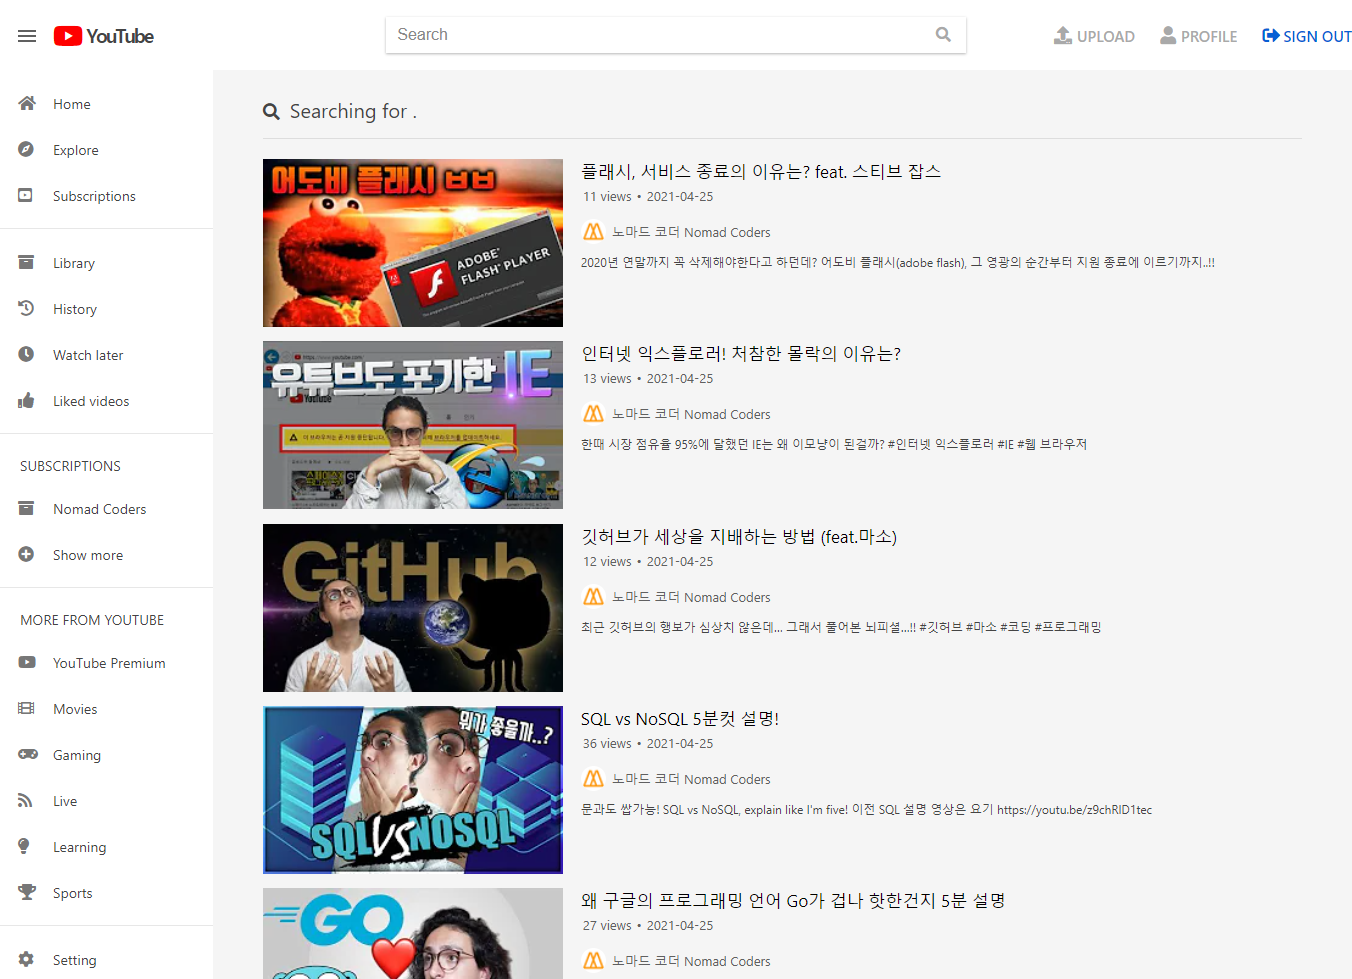 YouTube
Search
UPLOAD
PROFILE
SIGN OUT
Home
Explore
Subscriptions
Library
History
Watch later
Liked videos
SUBSCRIPTIONS
Nomad Coders
Show more
MORE FROM YOUTUBE
YouTube Premium
Movies
Gaming
Live
Learning
Sports
Setting
Searching for .
어도비 플래시 ㅂㅂ
ADOBE
FLASH PLAYER
플래시, 서비스 종료의 이유는? feat. 스티브 잡스
11 views • 2021-04-25
노마드 코더 Nomad Coders
2020년 연말까지 꼭 삭제해야한다고 하던데? 어도비 플래시(adobe flash), 그 영광의 순간부터 지원 종료에 이르기까지..!!
유튜브도 포기한 IE
YouTube
인터넷 익스플로러! 처참한 몰락의 이유는?
13 views • 2021-04-25
노마드 코더 Nomad Coders
한때 시장 점유율 95%에 달했던 IE는 왜 이모냥이 된걸까? #인터넷 익스플로러 #IE #웹 브라우저
GitHub
깃허브가 세상을 지배하는 방법 (feat.마소)
12 views • 2021-04-25
노마드 코더 Nomad Coders
최근 깃허브의 행보가 심상치 않은데... 그래서 풀어본 뇌피셜...!! #깃허브 #마소 #코딩 #프로그래밍
뭐가 좋을까..?
SQL VS NOSQL
SQL vs NoSQL 5분컷 설명!
36 views • 2021-04-25
노마드 코더 Nomad Coders
문과도 쌉가능! SQL vs NoSQL, explain like I'm five! 이전 SQL 설명 영상은 요기 https://youtu.be/z9chRlD1tec
GO
왜 구글의 프로그래밍 언어 Go가 겁나 핫한건지 5분 설명
27 views • 2021-04-25
노마드 코더 Nomad Coders